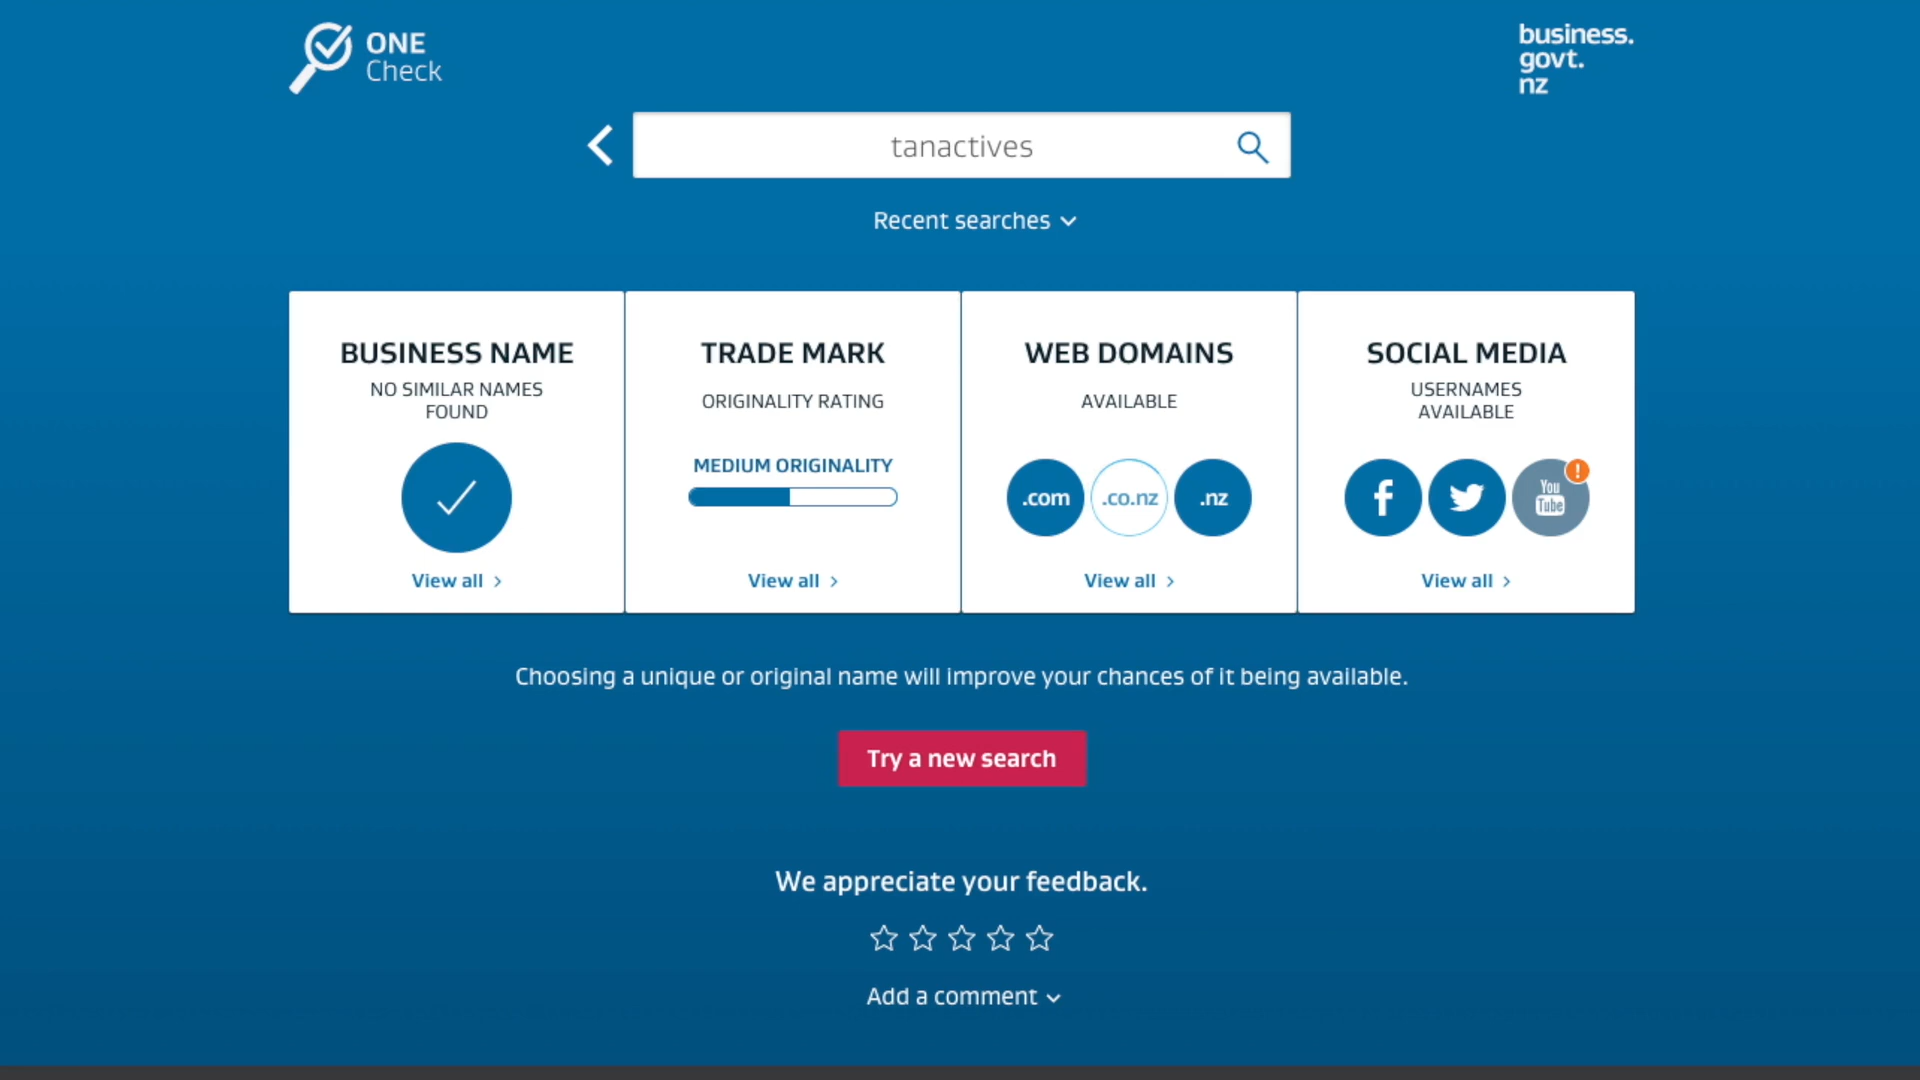 ONE
Check
business.
govt.
nz
tanactives
Recent searches
BUSINESS NAME
NO SIMILAR NAMES
FOUND
View all
TRADE MARK
ORIGINALITY RATING
MEDIUM ORIGINALITY
View all
WEB DOMAINS
AVAILABLE
.com .co.nz .nz
View all
SOCIAL MEDIA
USERNAMES
AVAILABLE
f
You
Tube
!
View all
Choosing a unique or original name will improve your chances of it being available.
Try a new search
We appreciate your feedback.
Add a comment